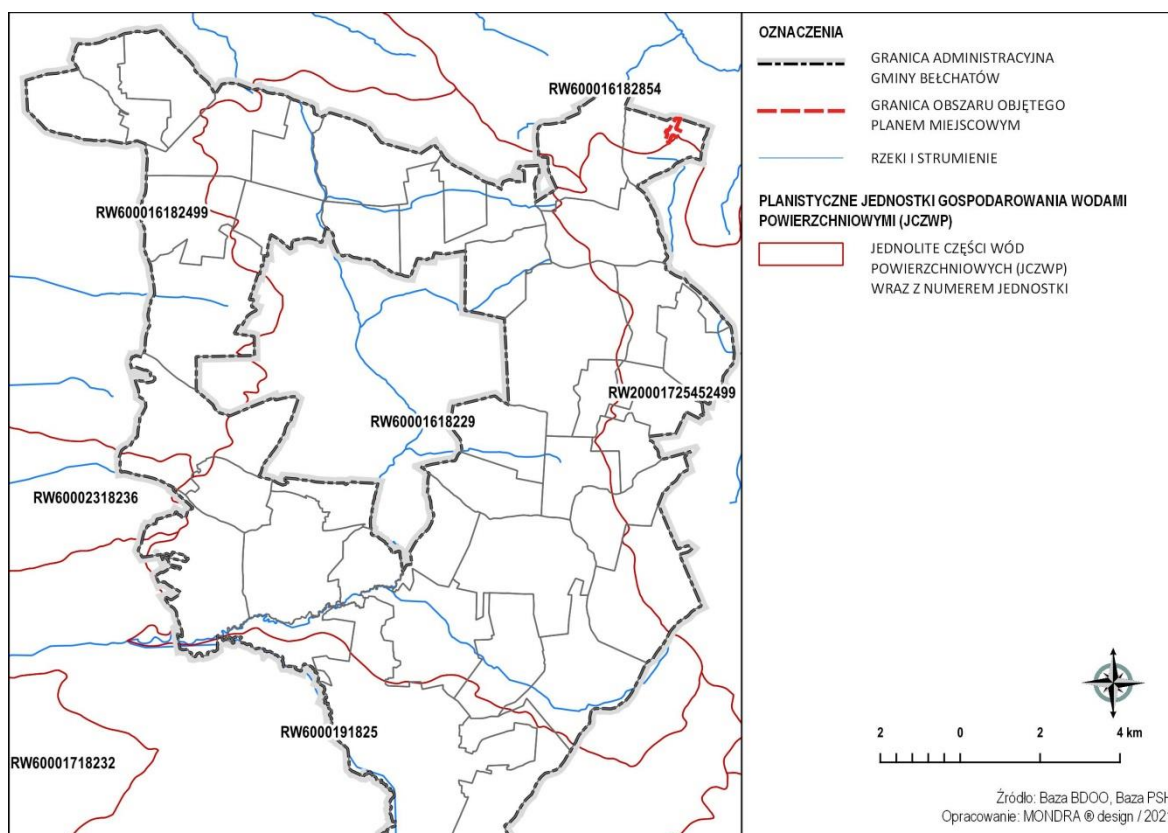 RW600016182854
RW600016182499
RW20001725452499
RW60001618229
RW60002318236
RW6000191825
RW60001718232
OZNACZENIA
GRANICA ADMINISTRACYJNA
GMINY BEŁCHATÓW
GRANICA OBSZARU OBJĘTEGO
PLANEM MIEJSCOWYM
RZEKI I STRUMIENIE
PLANISTYCZNE JEDNOSTKI GOSPODAROWANIA WODAMI
POWIERZCHNIOWYMI (JCZWP)
JEDNOLITE CZĘŚCI WÓD
POWIERZCHNIOWYCH (JCZWP)
WRAZ Z NUMEREM JEDNOSTKI
2 0 2 4 km
Źródło: Baza BDOO, Baza PSH
Opracowanie: MONDRA ® design / 202